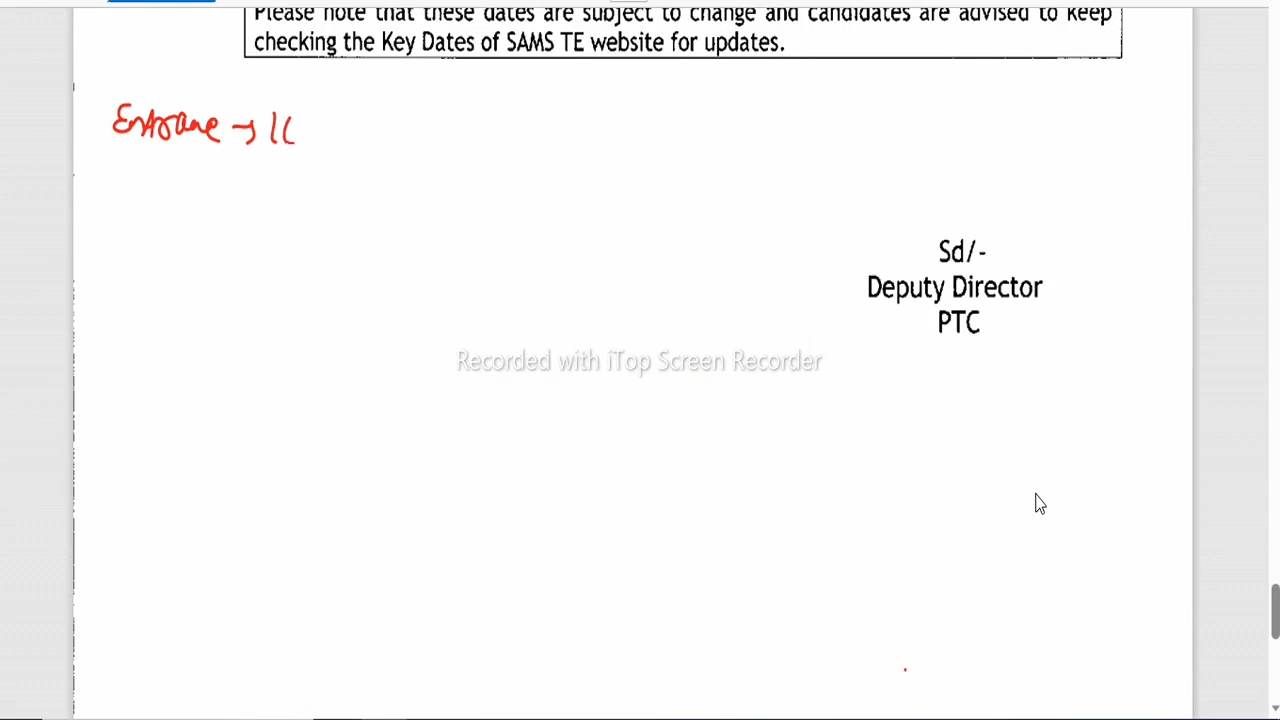 Please note that these dates are subject to change and candidates are advised to keep
checking the Key Dates of SAMS TE website for updates.
Entrance →
Sd/-
Deputy Director
PTC
Recorded with iTop Screen Recorder